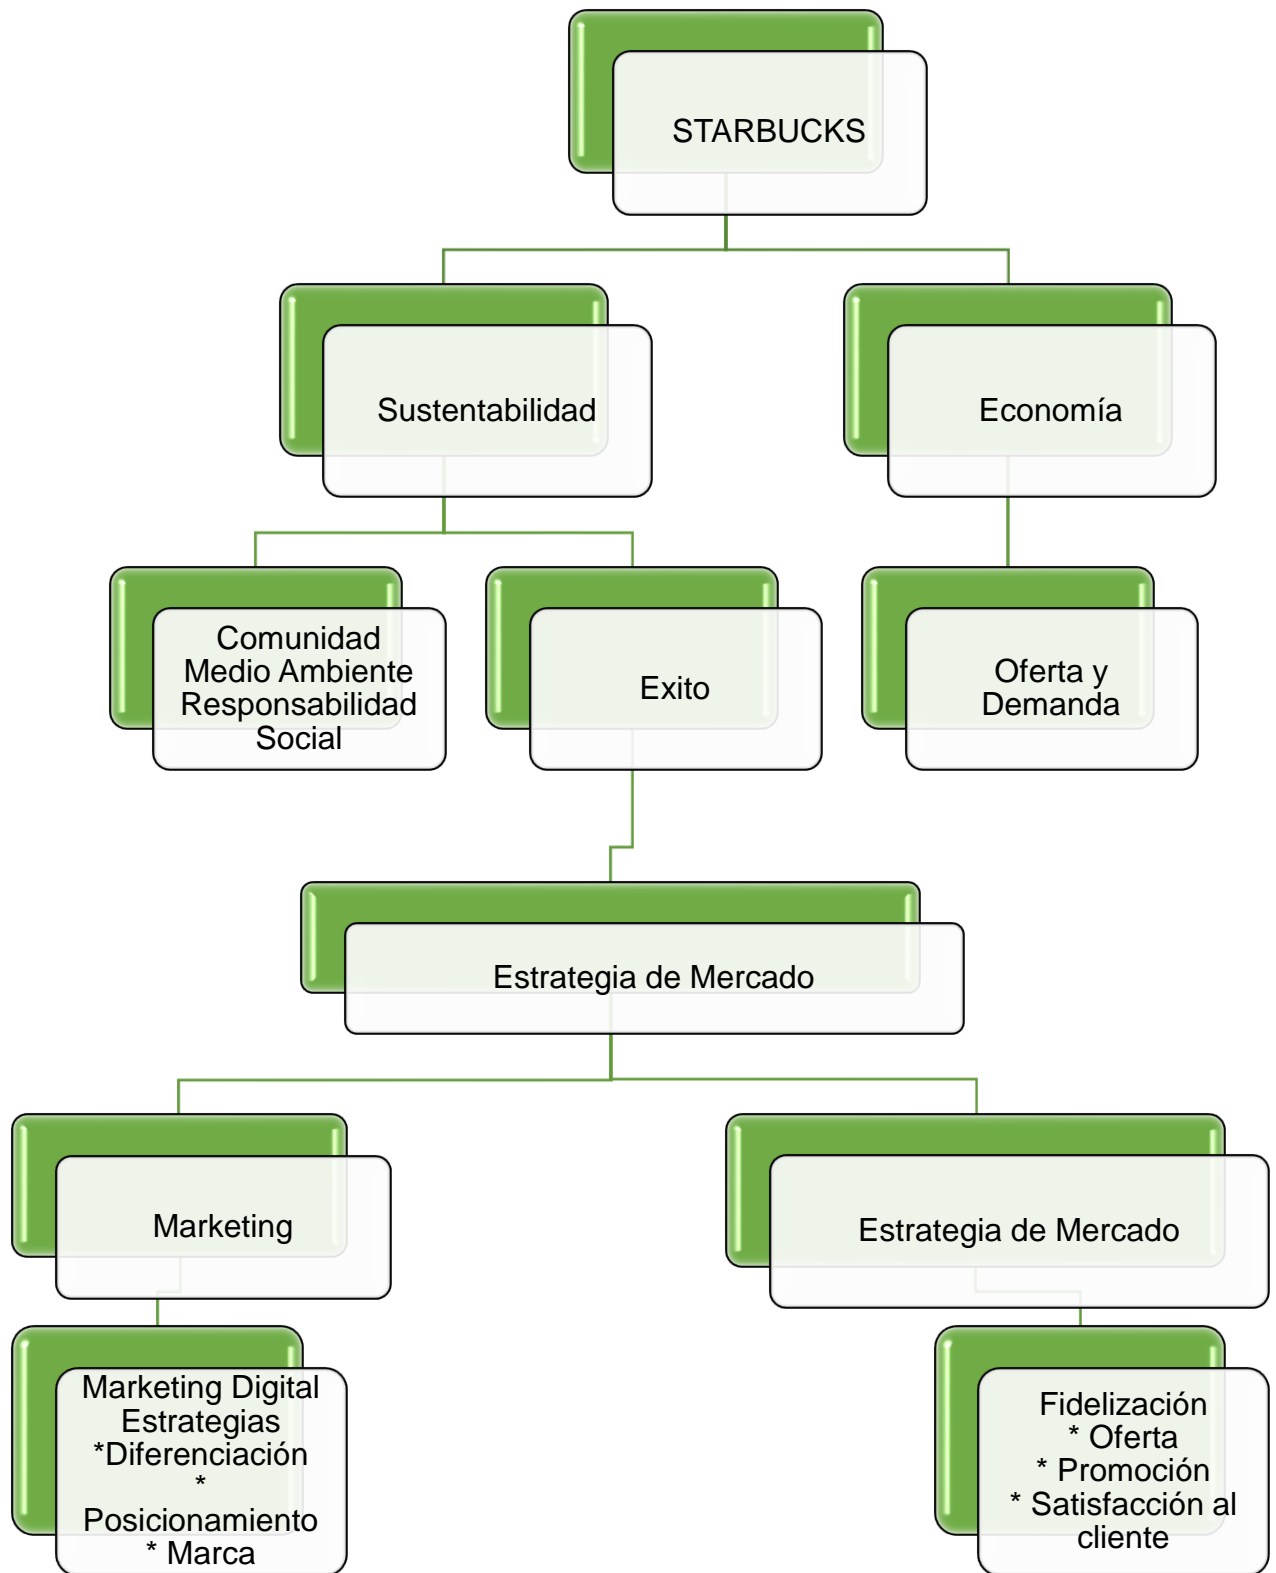 STARBUCKS
Sustentabilidad
Economía
Comunidad
Medio Ambiente
Responsabilidad
Social
Exito
Oferta y
Demanda
Estrategia de Mercado
Marketing
Estrategia de Mercado
Marketing Digital
Estrategias
*Diferenciación
*
Posicionamiento
* Marca
Fidelización
* Oferta
* Promoción
* Satisfacción al
cliente